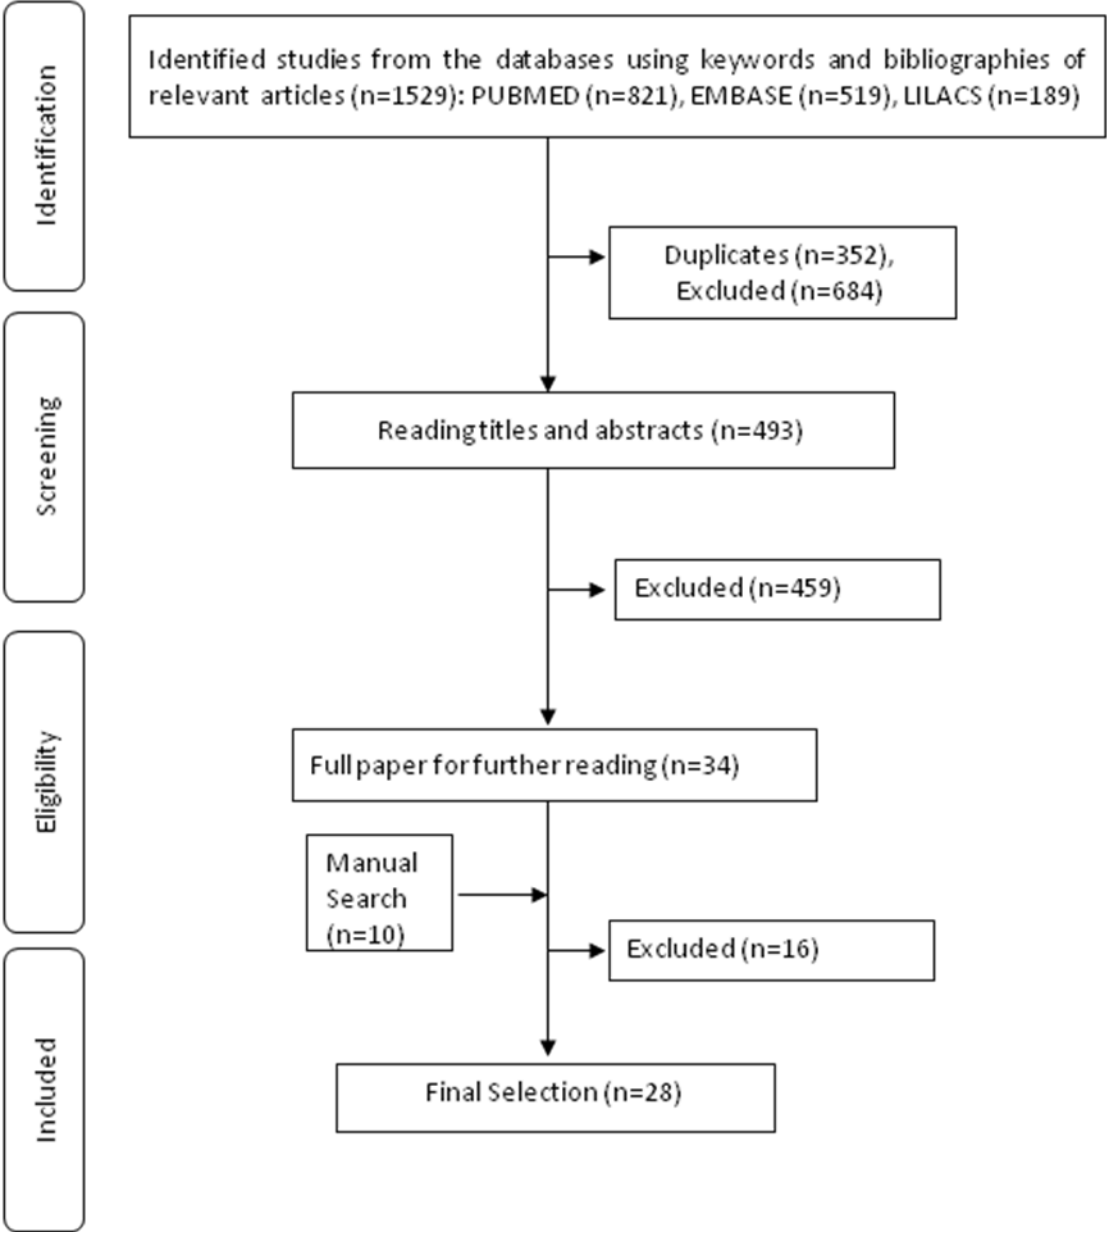 Identification
Identified studies from the databases using keywords and bibliographies of
relevant articles (n=1529): PUBMED (n=821), EMBASE (n=519), LILACS (n=189)
Duplicates (n=352),
Excluded (n=684)
Screening
Reading titles and abstracts (n=493)
Excluded (n=459)
Eligibility
Full paper for further reading (n=34)
Manual
Search
(n=10)
Excluded (n=16)
Included
Final Selection (n=28)